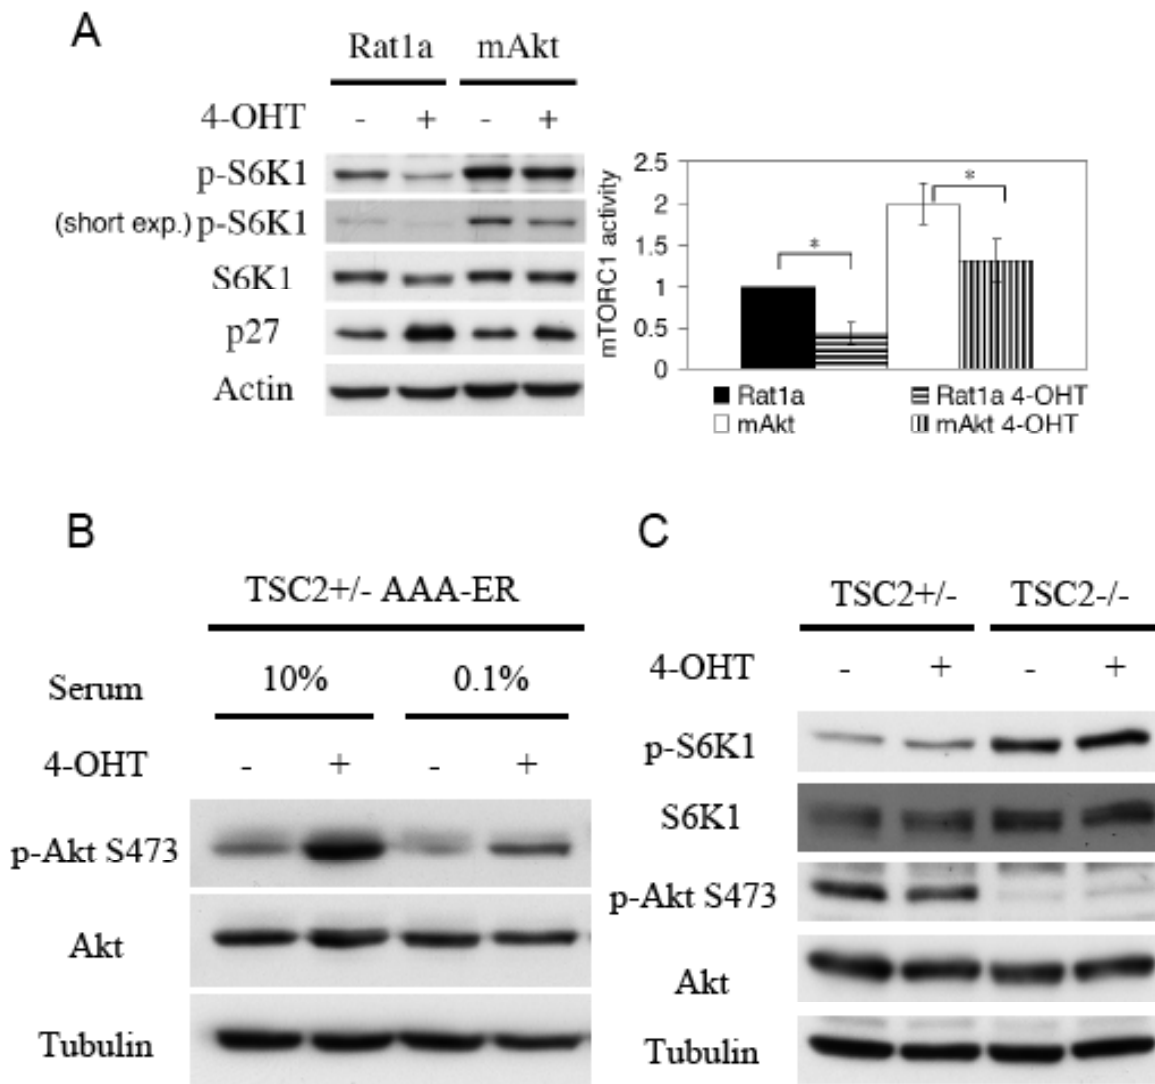 A
Rat1a mAkt
4-OHT - + - +
p-S6K1
(short exp.) p-S6K1
S6K1
p27
Actin
mTORC1 activity
2.5
2
1.5
1
0.5
0
*
*
Rat1a Rat1a 4-OHT
mAkt mAkt 4-OHT
B
TSC2+/- AAA-ER
Serum 10% 0.1%
4-OHT - + - +
p-Akt S473
Akt
Tubulin
C
TSC2+/- TSC2-/-
4-OHT - + - +
p-S6K1
S6K1
p-Akt S473
Akt
Tubulin